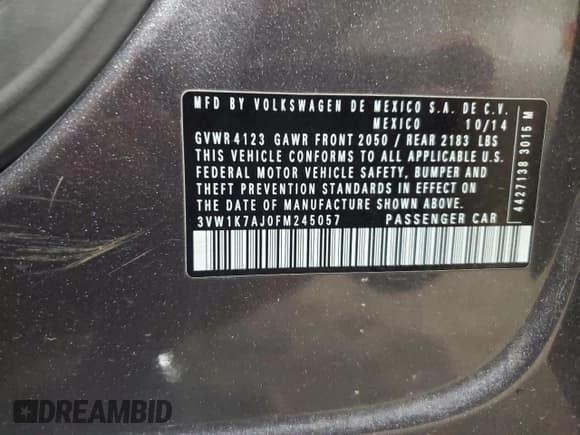 MFD BY VOLKSWAGEN DE MEXICO S.A. DE C.V.
MEXICO 10/14
GVWR 4123 GAWR FRONT 2050 / REAR 2183 LBS
THIS VEHICLE CONFORMS TO ALL APPLICABLE U.S.
FEDERAL MOTOR VEHICLE SAFETY, BUMPER AND
THEFT PREVENTION STANDARDS IN EFFECT ON
THE DATE OF MANUFACTURE SHOWN ABOVE.
3VW1K7AJ0FM245057 PASSENGER CAR
4427138 3015 M
DREAMBID